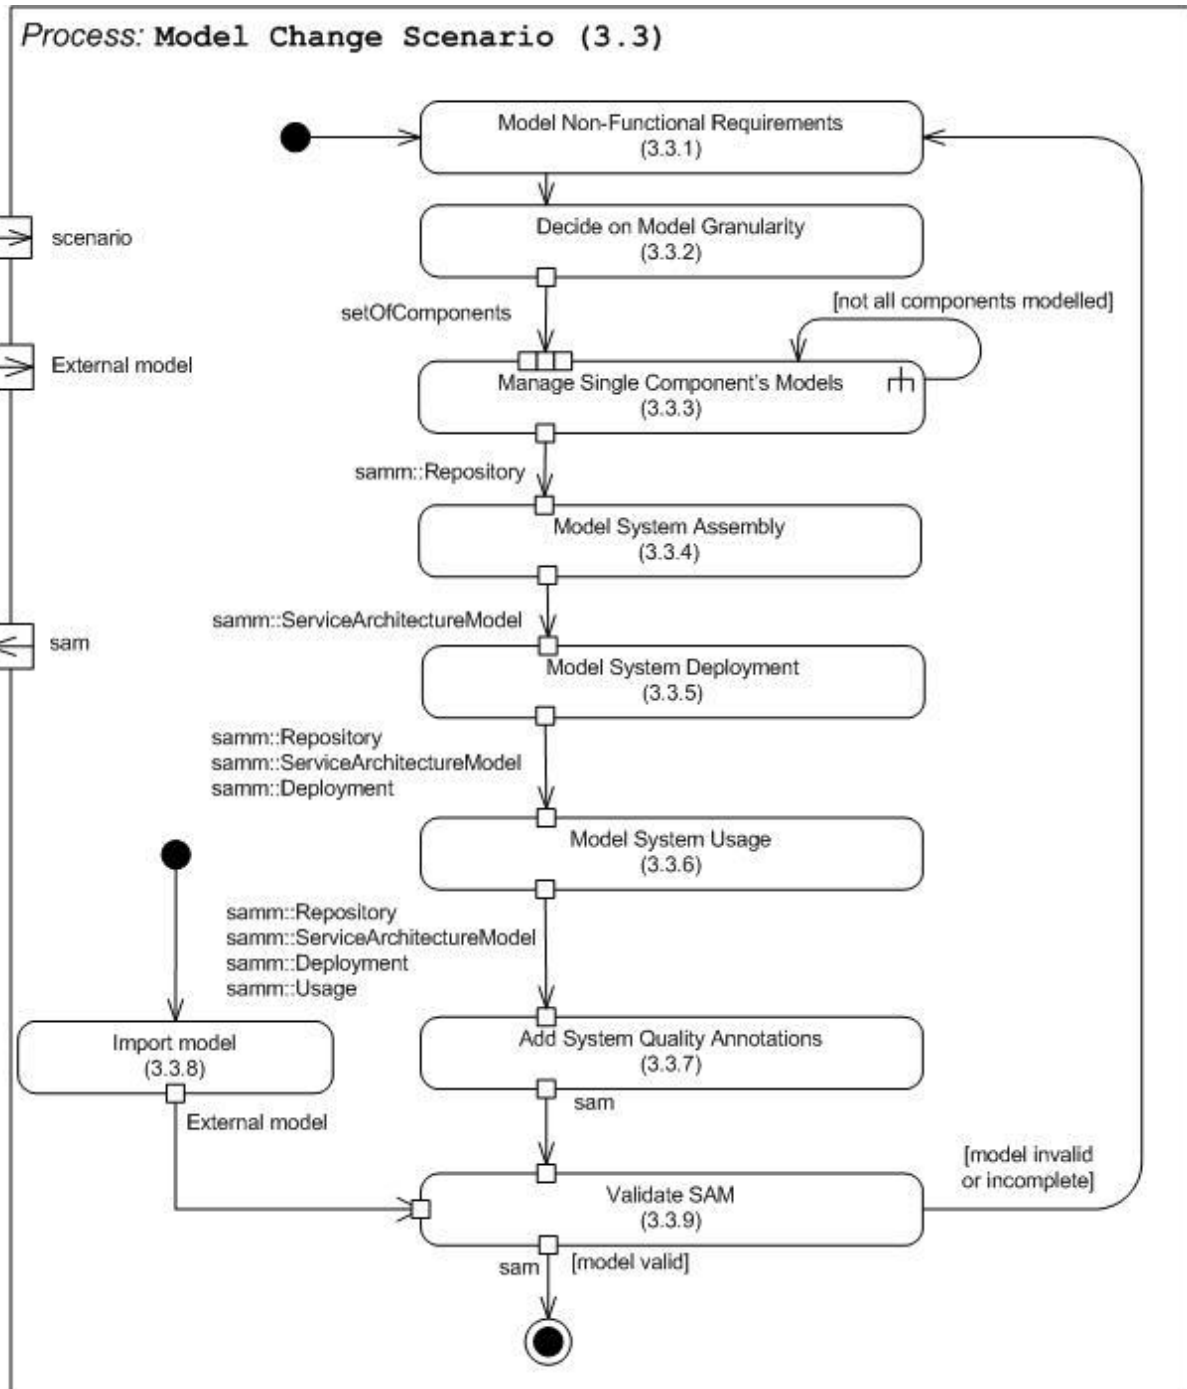 Process: Model Change Scenario (3.3)
Model Non-Functional Requirements
(3.3.1)
scenario
Decide on Model Granularity
(3.3.2)
[not all components modelled]
setOfComponents
External model
Manage Single Component's Models
(3.3.3)
samm::Repository
Model System Assembly
(3.3.4)
samm::ServiceArchitectureModel
sam
Model System Deployment
(3.3.5)
samm::Repository
samm::ServiceArchitectureModel
samm::Deployment
Model System Usage
(3.3.6)
samm::Repository
samm::ServiceArchitectureModel
samm::Deployment
samm::Usage
Import model
(3.3.8)
Add System Quality Annotations
(3.3.7)
sam
External model
[model invalid
or incomplete]
Validate SAM
(3.3.9)
sam
[model valid]